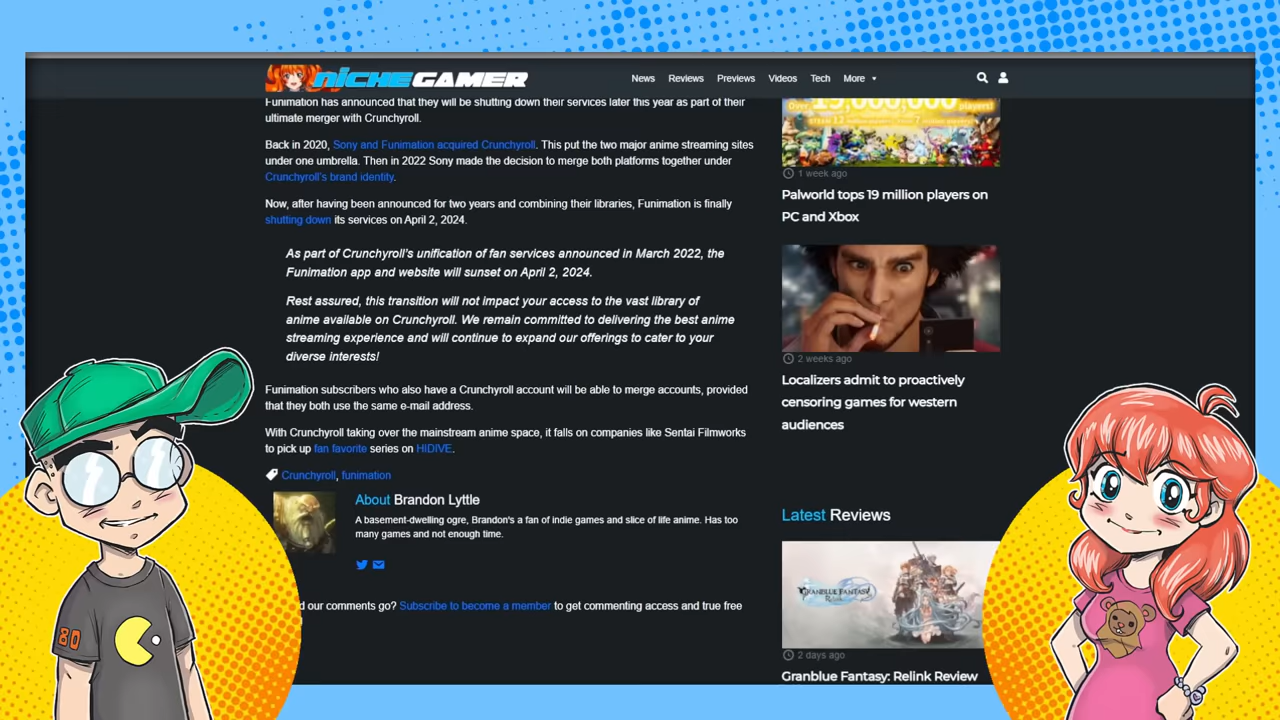 NICHEGAMER
News Reviews Previews Videos Tech More
Funimation has announced that they will be shutting down their services later this year as part of their
ultimate merger with Crunchyroll.
Back in 2020, Sony and Funimation acquired Crunchyroll. This put the two major anime streaming sites
under one umbrella. Then in 2022 Sony made the decision to merge both platforms together under
Crunchyroll's brand identity.
Now, after having been announced for two years and combining their libraries, Funimation is finally
shutting down its services on April 2, 2024.
As part of Crunchyroll's unification of fan services announced in March 2022, the
Funimation app and website will sunset on April 2, 2024.
Rest assured, this transition will not impact your access to the vast library of
anime available on Crunchyroll. We remain committed to delivering the best anime
streaming experience and will continue to expand our offerings to cater to your
diverse interests!
Funimation subscribers who also have a Crunchyroll account will be able to merge accounts, provided
that they both use the same e-mail address.
With Crunchyroll taking over the mainstream anime space, it falls on companies like Sentai Filmworks
to pick up fan favorite series on HIDIVE.
Crunchyroll, funimation
About Brandon Lyttle
A basement-dwelling ogre, Brandon's a fan of indie games and slice of life anime. Has too
many games and not enough time.
our comments go? Subscribe to become a member to get commenting access and true free
Over 19,000,000 players!
1 week ago
Palworld tops 19 million players on
PC and Xbox
2 weeks ago
Localizers admit to proactively
censoring games for western
audiences
Latest Reviews
GRANBLUE FANTASY
Relink
2 days ago
Granblue Fantasy: Relink Review
80